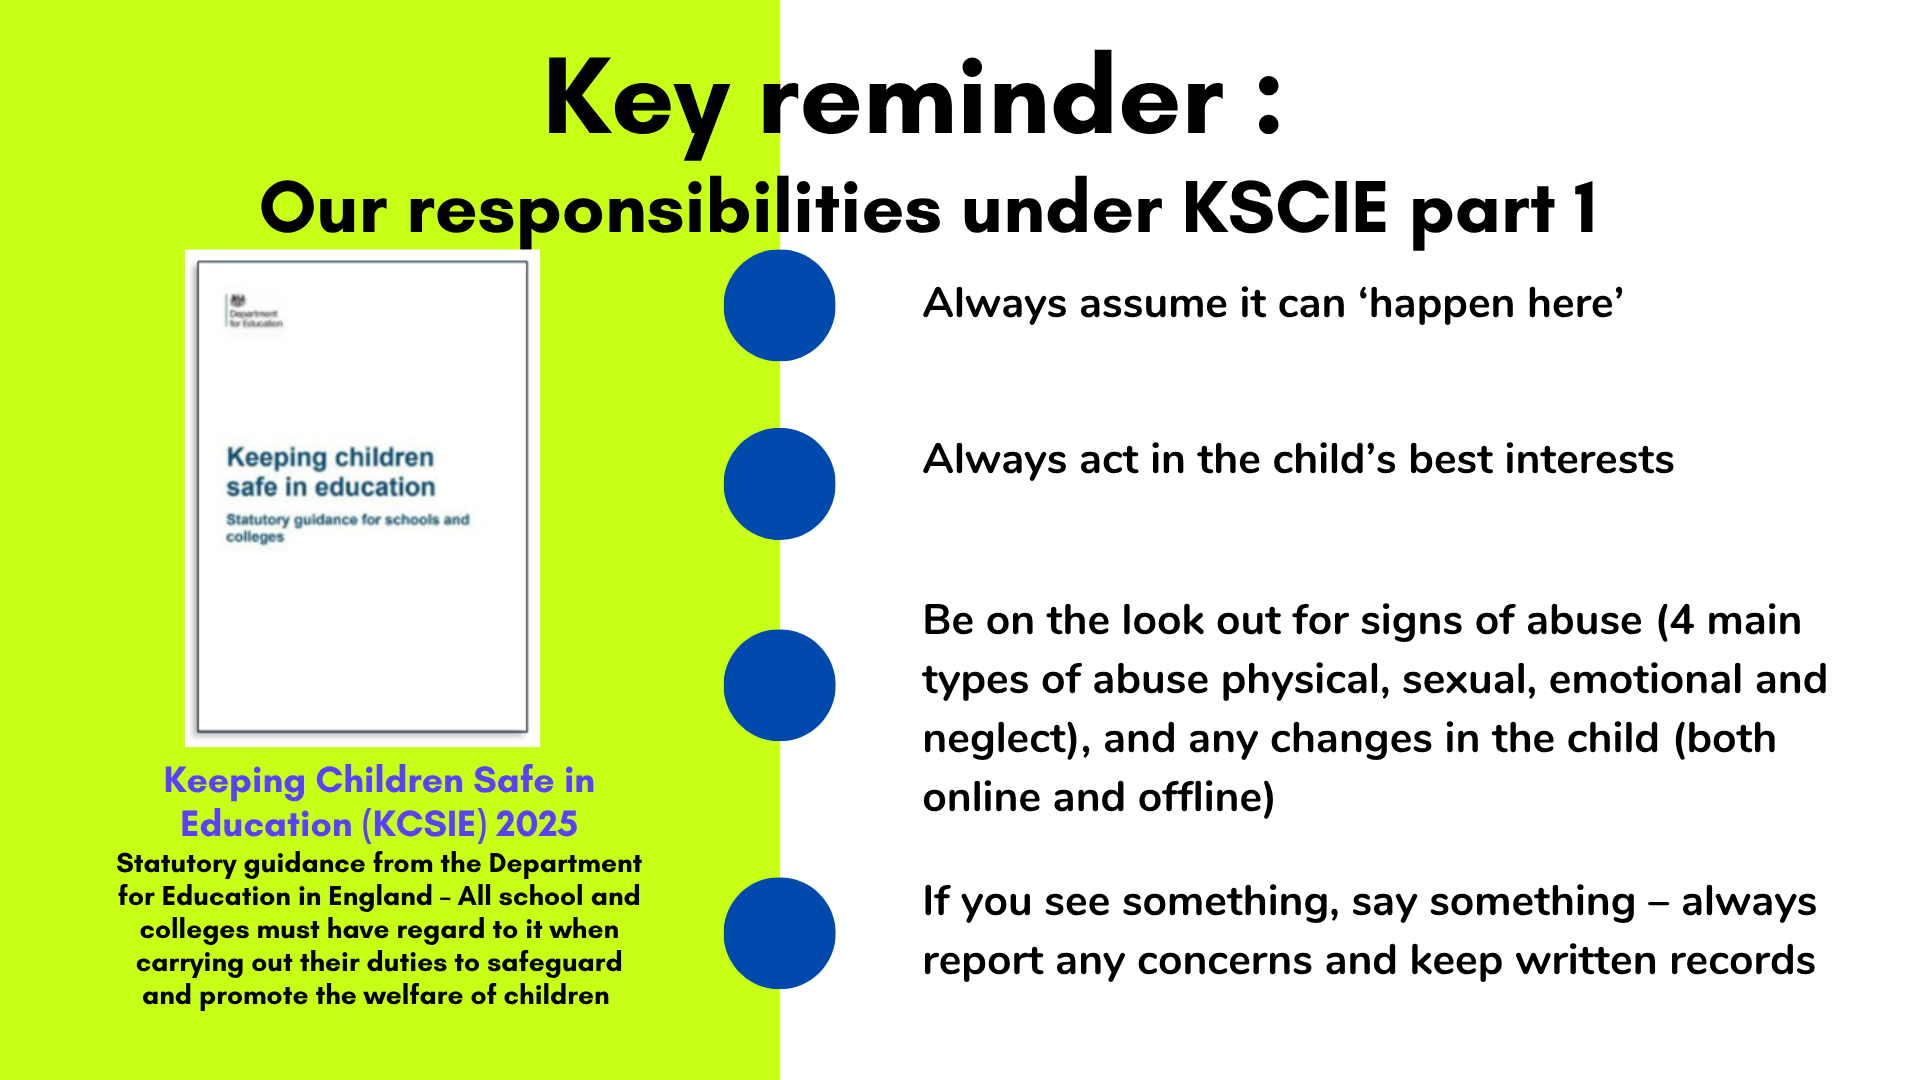 Key reminder :
Our responsibilities under KSCIE part 1
Department
for Education
Keeping children
safe in education
Statutory guidance for schools and
colleges
Keeping Children Safe in
Education (KCSIE) 2025
Statutory guidance from the Department
for Education in England – All school and
colleges must have regard to it when
carrying out their duties to safeguard
and promote the welfare of children
Always assume it can ‘happen here’
Always act in the child’s best interests
Be on the look out for signs of abuse (4 main
types of abuse physical, sexual, emotional and
neglect), and any changes in the child (both
online and offline)
If you see something, say something – always
report any concerns and keep written records